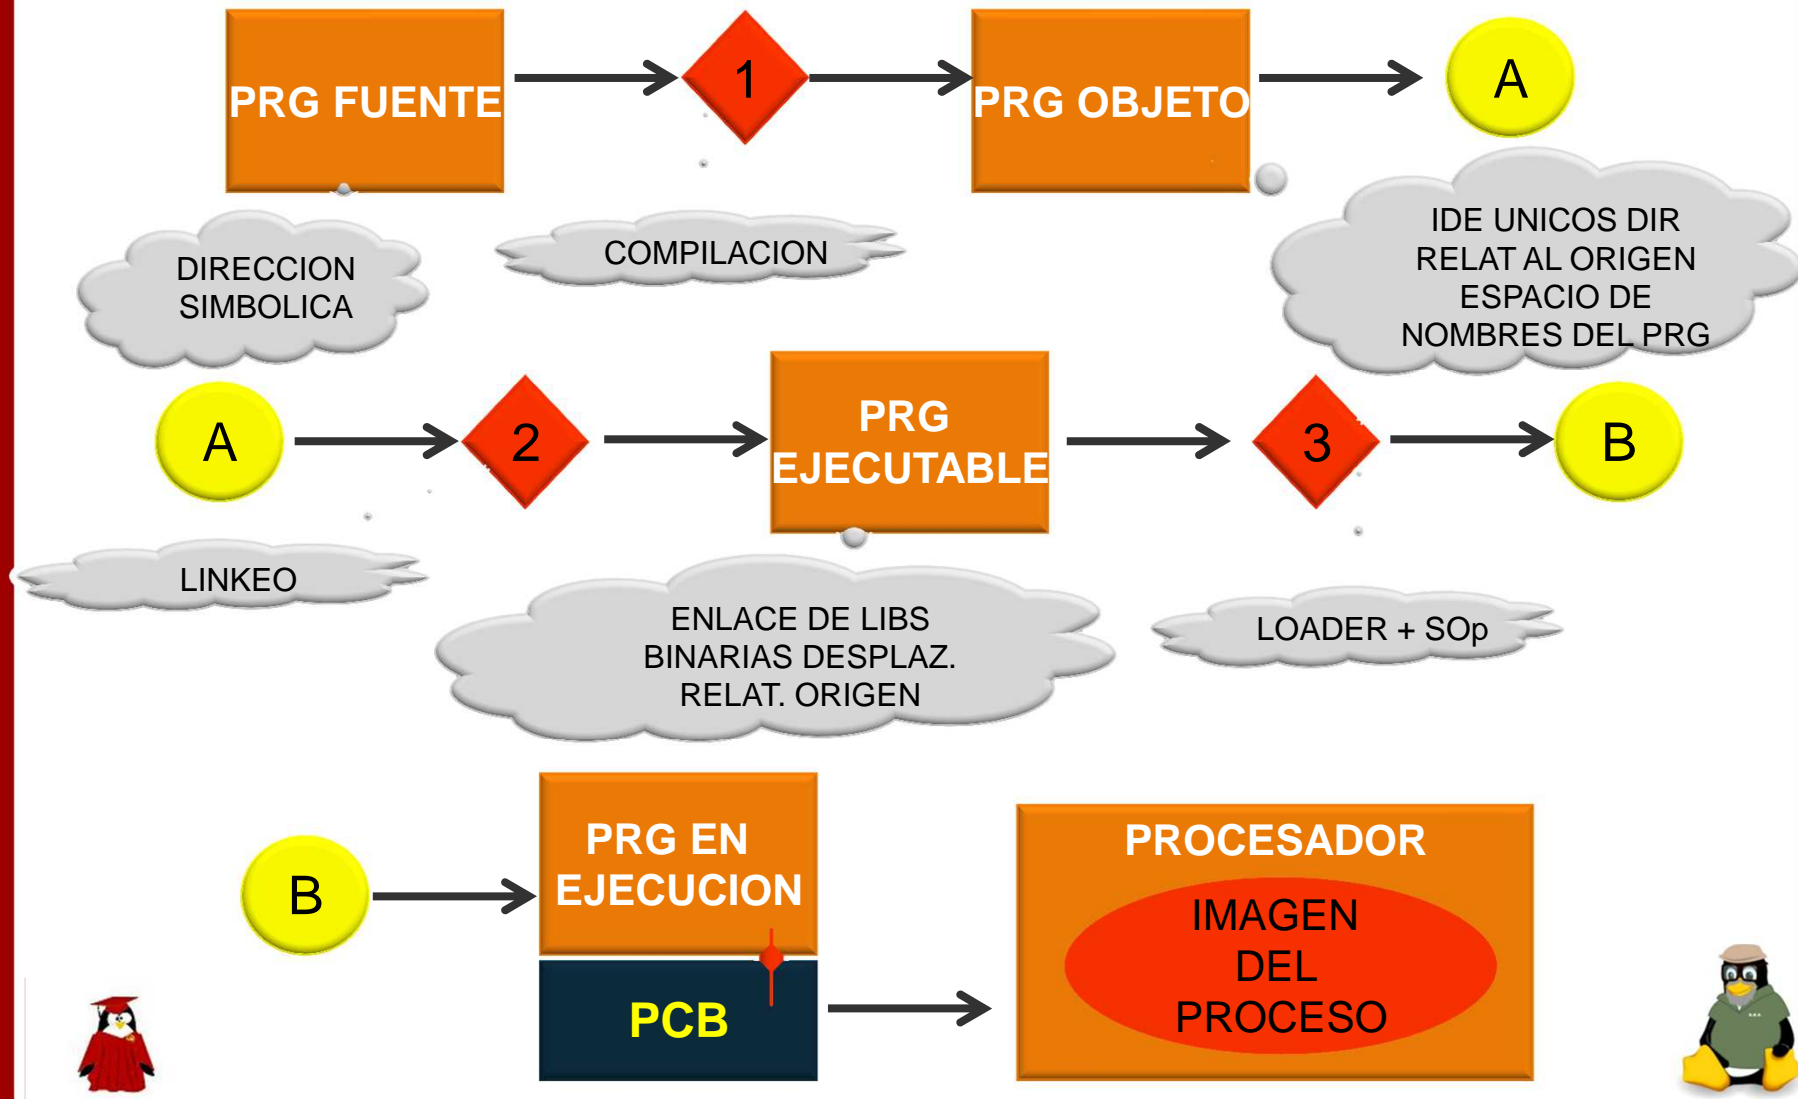 PRG FUENTE
1
PRG OBJETO
A
DIRECCION
SIMBOLICA
COMPILACION
IDE UNICOS DIR
RELAT AL ORIGEN
ESPACIO DE
NOMBRES DEL PRG
A
2
PRG
EJECUTABLE
3
B
LINKEO
ENLACE DE LIBS
BINARIAS DESPLAZ.
RELAT. ORIGEN
LOADER + SOp
B
PRG EN
EJECUCION
PCB
PROCESADOR
IMAGEN
DEL
PROCESO